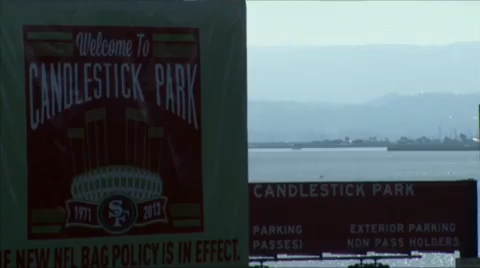 Welcome To
CANDLESTICK PARK
1971 SF 2013
THE NEW NFL BAG POLICY IS IN EFFECT.
CANDLESTICK PARK
PARKING EXTERIOR PARKING
PASSES) NON PASS HOLDERS